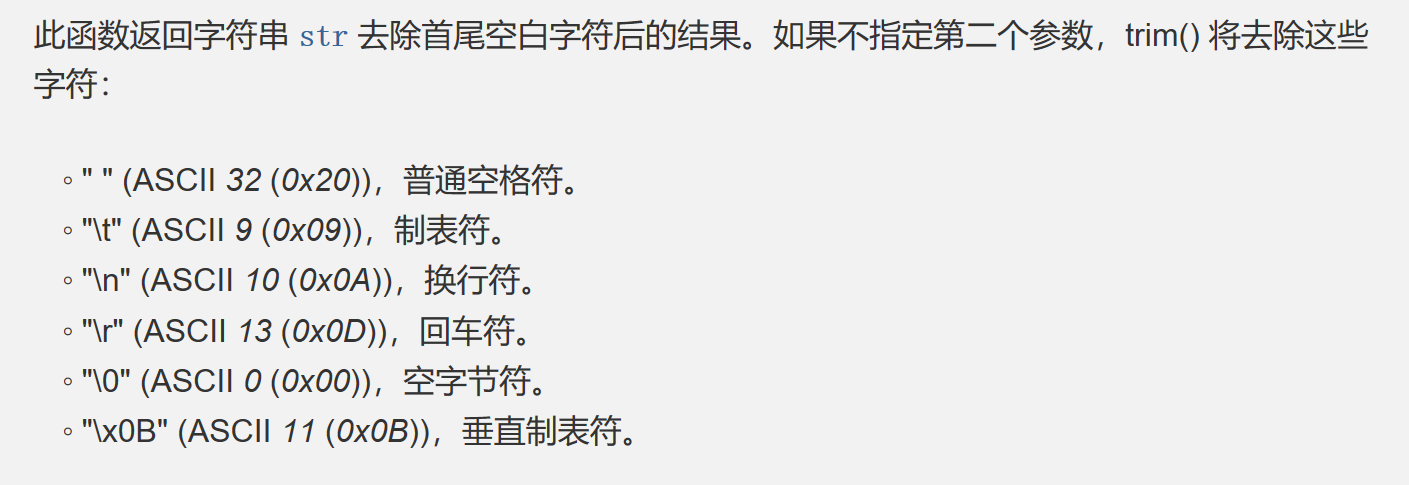 此函数返回字符串 str 去除首尾空白字符后的结果。如果不指定第二个参数，trim() 将去除这些
字符：
◦ " " (ASCII 32 (0x20))，普通空格符。
◦ "\t" (ASCII 9 (0x09))，制表符。
◦ "\n" (ASCII 10 (0x0A))，换行符。
◦ "\r" (ASCII 13 (0x0D))，回车符。
◦ "\0" (ASCII 0 (0x00))，空字节符。
◦ "\x0B" (ASCII 11 (0x0B))，垂直制表符。